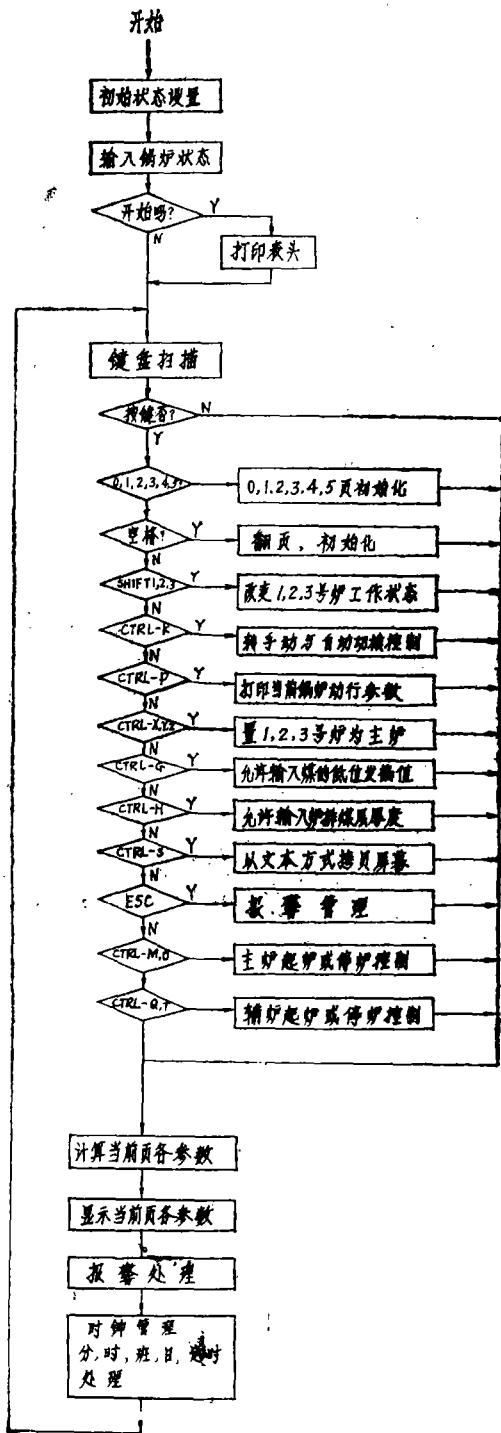 开始
初始状态设置
输入锅炉状态
开始吗?
Y
N
打印表头
键盘扫描
按键否?
N
Y
0,1,2,3,4,5?
0,1,2,3,4,5页初始化
空格?
Y
翻页、初始化
N
SHIFT1,2,3
Y
改变1,2,3号炉工作状态
N
CTRL-K
Y
转手动与自动切换控制
N
CTRL-P
Y
打印当前锅炉动行参数
N
CTRL-X,Y,Z
Y
置1,2,3号炉为主炉
N
CTRL-G
Y
允许输入煤的低位发热值
N
CTRL-H
Y
允许输入炉排煤层厚度
N
CTRL-S
Y
从文本方式拷贝屏幕
N
ESC
Y
报警管理
N
CTRL-M,O
主炉起炉或停炉控制
CTRL-Q,T
辅炉起炉或停炉控制
计算当前页各参数
显示当前页各参数
报警处理
时钟管理
分,时,班,日,时
处理